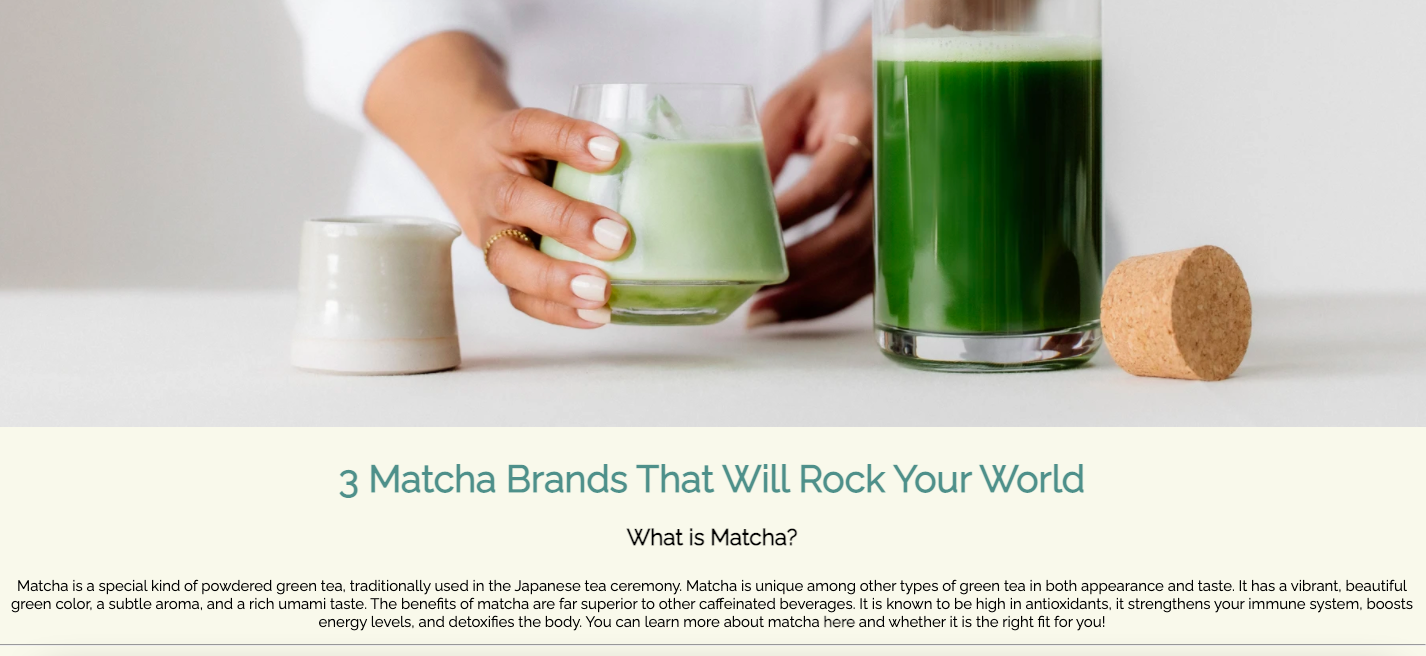 3 Matcha Brands That Will Rock Your World
What is Matcha?
Matcha is a special kind of powdered green tea, traditionally used in the Japanese tea ceremony. Matcha is unique among other types of green tea in both appearance and taste. It has a vibrant, beautiful
green color, a subtle aroma, and a rich umami taste. The benefits of matcha are far superior to other caffeinated beverages. It is known to be high in antioxidants, it strengthens your immune system, boosts
energy levels, and detoxifies the body. You can learn more about matcha here and whether it is the right fit for you!